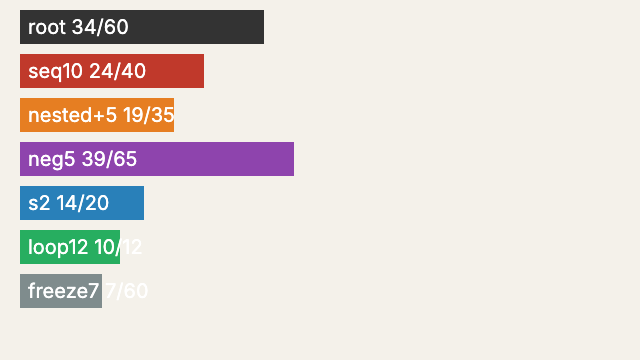 root 34/60
seq10 24/40
nested+5 19/35
neg5 39/65
s2 14/20
loop12 10/12
freeze7 7/60